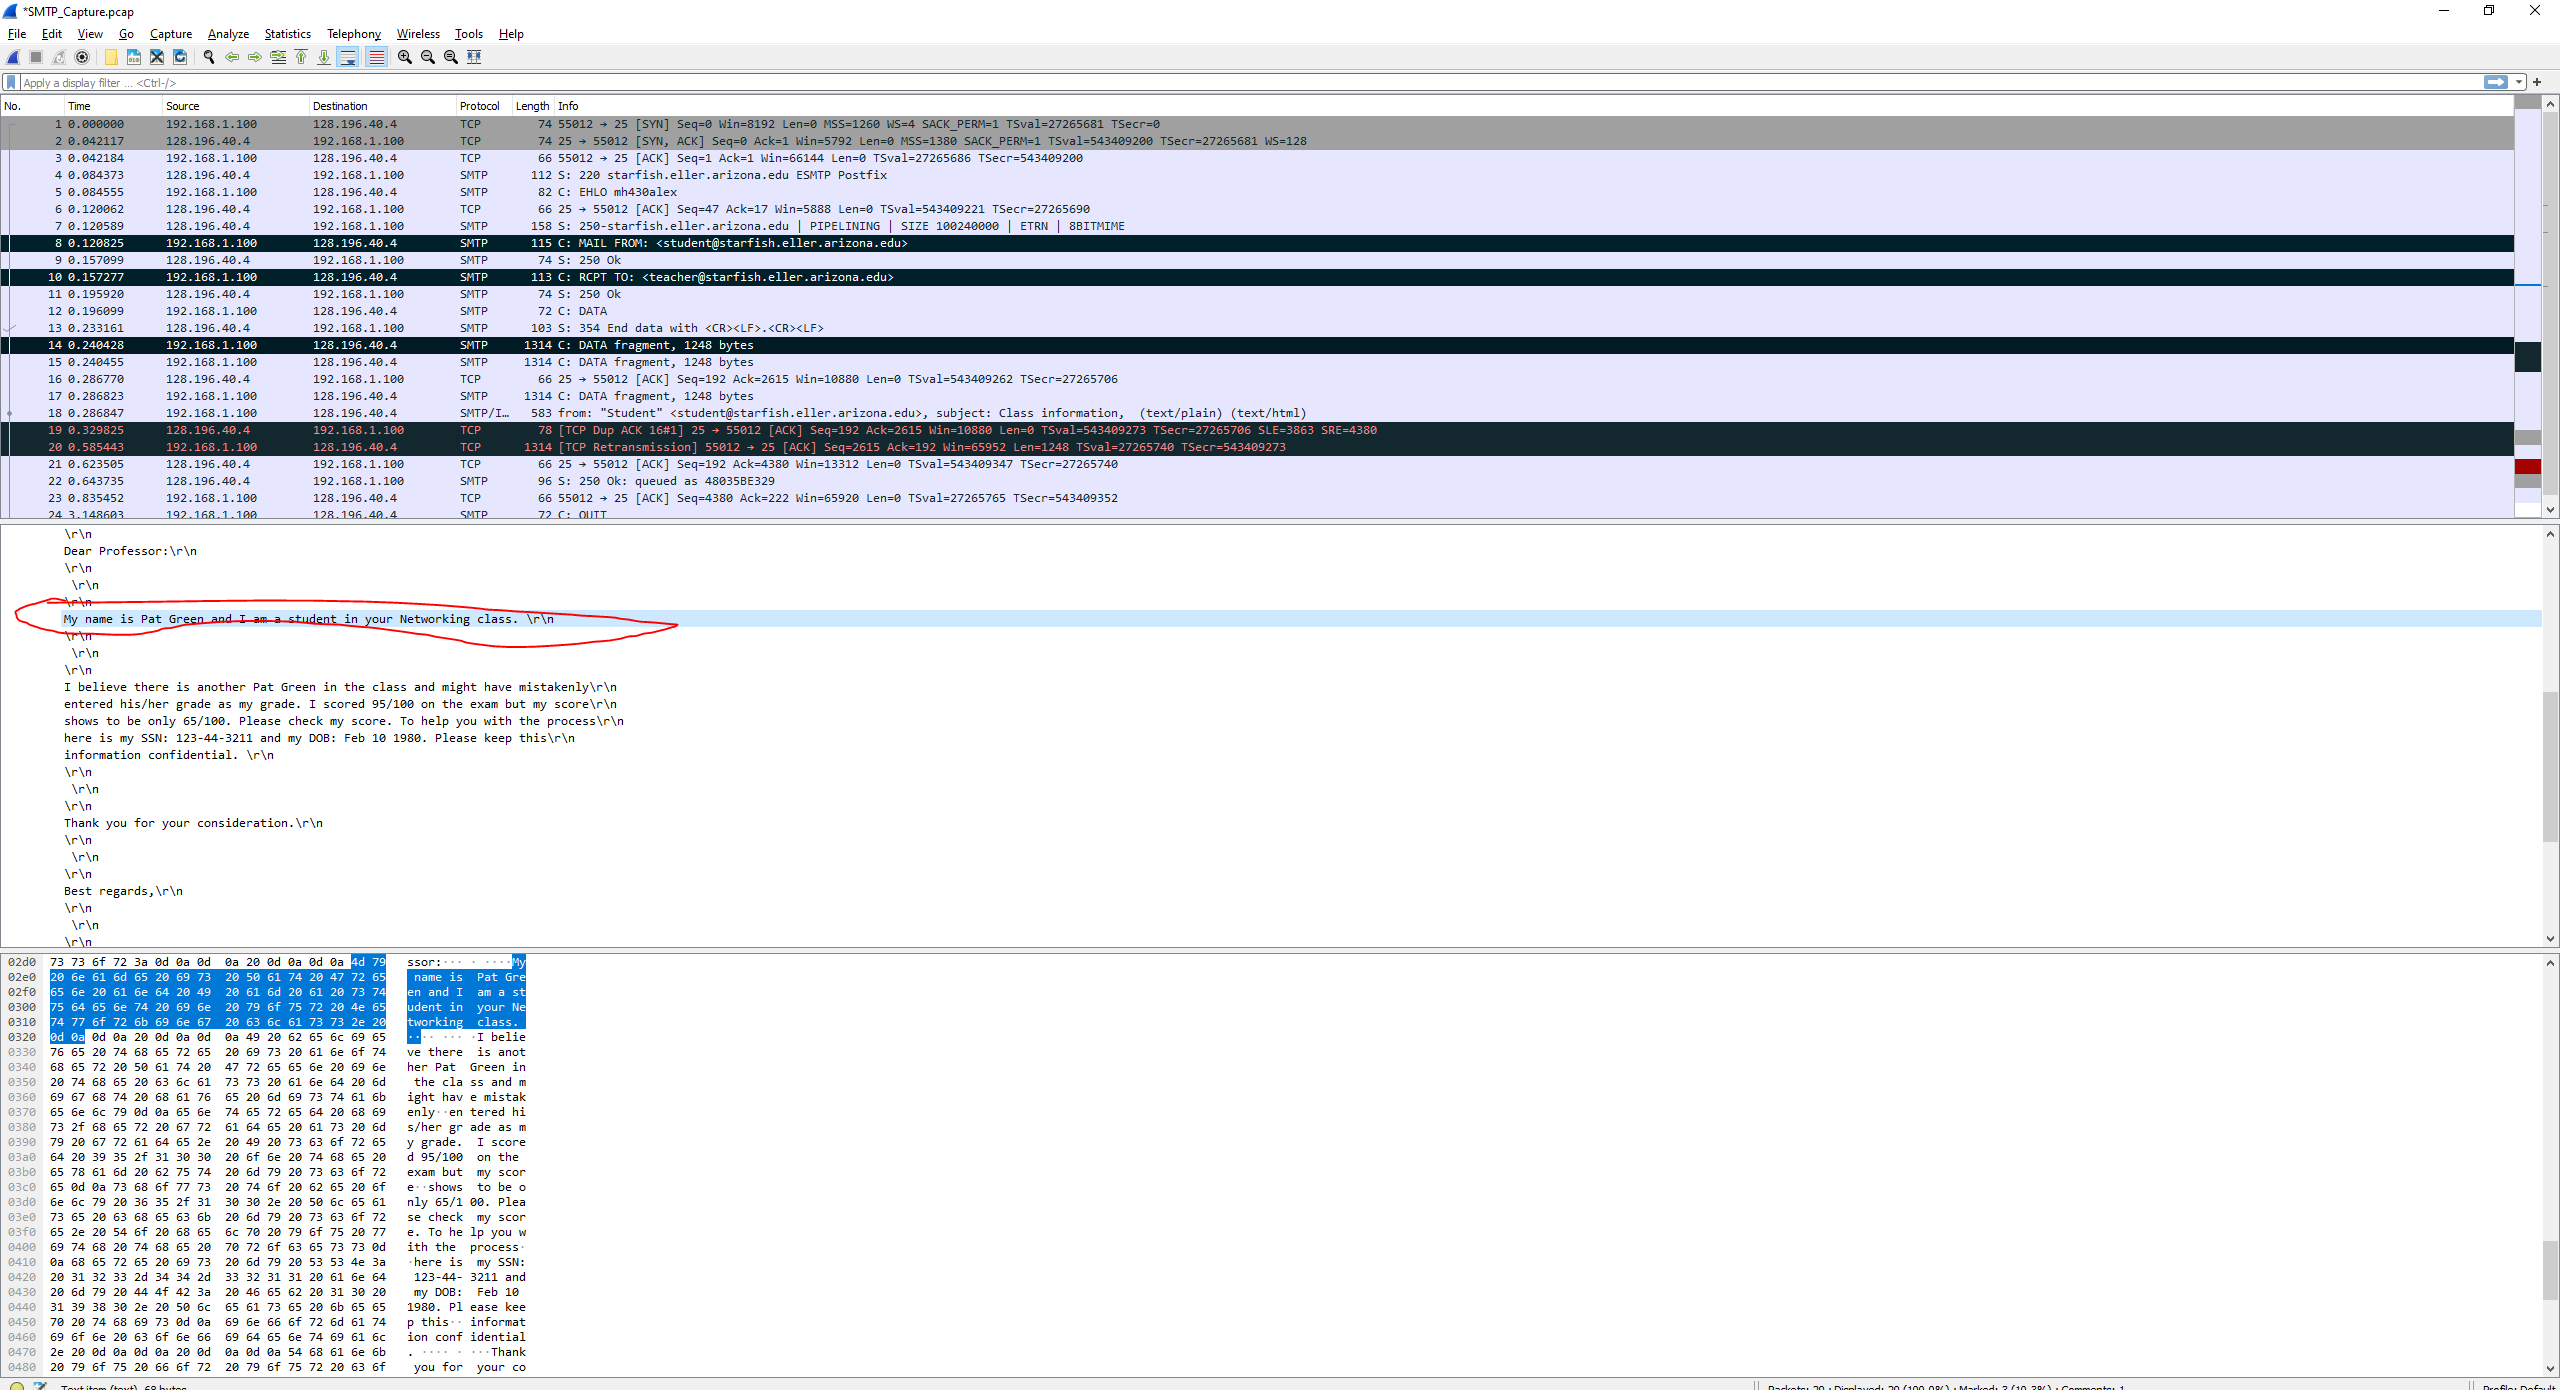 *SMTP_Capture.pcap
File Edit View Go Capture Analyze Statistics Telephony Wireless Tools Help
Apply a display filter ... <Ctrl-/>
No. Time Source Destination Protocol Length Info
1 0.000000 192.168.1.100 128.196.40.4 TCP 74 55012 → 25 [SYN] Seq=0 Win=8192 Len=0 MSS=1260 WS=4 SACK_PERM=1 TSval=27265681 TSecr=0
2 0.042117 128.196.40.4 192.168.1.100 TCP 74 25 → 55012 [SYN, ACK] Seq=0 Ack=1 Win=5792 Len=0 MSS=1380 SACK_PERM=1 TSval=543409200 TSecr=27265681 WS=128
3 0.042184 192.168.1.100 128.196.40.4 TCP 66 55012 → 25 [ACK] Seq=1 Ack=1 Win=66144 Len=0 TSval=27265686 TSecr=543409200
4 0.084373 128.196.40.4 192.168.1.100 SMTP 112 S: 220 starfish.eller.arizona.edu ESMTP Postfix
5 0.084555 192.168.1.100 128.196.40.4 SMTP 82 C: EHLO mh430alex
6 0.120062 128.196.40.4 192.168.1.100 TCP 66 25 → 55012 [ACK] Seq=47 Ack=17 Win=5888 Len=0 TSval=543409221 TSecr=27265690
7 0.120589 128.196.40.4 192.168.1.100 SMTP 158 S: 250-starfish.eller.arizona.edu | PIPELINING | SIZE 100240000 | ETRN | 8BITMIME
8 0.120825 192.168.1.100 128.196.40.4 SMTP 115 C: MAIL FROM: <student@starfish.eller.arizona.edu>
9 0.157099 128.196.40.4 192.168.1.100 SMTP 74 S: 250 Ok
10 0.157277 192.168.1.100 128.196.40.4 SMTP 113 C: RCPT TO: <teacher@starfish.eller.arizona.edu>
11 0.195920 128.196.40.4 192.168.1.100 SMTP 74 S: 250 Ok
12 0.196099 192.168.1.100 128.196.40.4 SMTP 72 C: DATA
13 0.233161 128.196.40.4 192.168.1.100 SMTP 103 S: 354 End data with <CR><LF>.<CR><LF>
14 0.240428 192.168.1.100 128.196.40.4 SMTP 1314 C: DATA fragment, 1248 bytes
15 0.240455 192.168.1.100 128.196.40.4 SMTP 1314 C: DATA fragment, 1248 bytes
16 0.286770 128.196.40.4 192.168.1.100 TCP 66 25 → 55012 [ACK] Seq=192 Ack=2615 Win=10880 Len=0 TSval=543409262 TSecr=27265706
17 0.286823 192.168.1.100 128.196.40.4 SMTP 1314 C: DATA fragment, 1248 bytes
18 0.286847 192.168.1.100 128.196.40.4 SMTP/I... 583 from: "Student" <student@starfish.eller.arizona.edu>, subject: Class information,  (text/plain) (text/html)
19 0.329825 128.196.40.4 192.168.1.100 TCP 78 [TCP Dup ACK 16#1] 25 → 55012 [ACK] Seq=192 Ack=2615 Win=10880 Len=0 TSval=543409273 TSecr=27265706 SLE=3863 SRE=4380
20 0.585443 192.168.1.100 128.196.40.4 TCP 1314 [TCP Retransmission] 55012 → 25 [ACK] Seq=2615 Ack=192 Win=65952 Len=1248 TSval=27265740 TSecr=543409273
21 0.623505 128.196.40.4 192.168.1.100 TCP 66 25 → 55012 [ACK] Seq=192 Ack=4380 Win=13312 Len=0 TSval=543409347 TSecr=27265740
22 0.643735 128.196.40.4 192.168.1.100 SMTP 96 S: 250 Ok: queued as 48035BE329
23 0.835452 192.168.1.100 128.196.40.4 TCP 66 55012 → 25 [ACK] Seq=4380 Ack=222 Win=65920 Len=0 TSval=27265765 TSecr=543409352
24 3.148603 192.168.1.100 128.196.40.4 SMTP 72 C: QUIT
\r\n
Dear Professor:\r\n
\r\n
\r\n
\r\n
My name is Pat Green and I am a student in your Networking class. \r\n
\r\n
\r\n
\r\n
I believe there is another Pat Green in the class and might have mistakenly\r\n
entered his/her grade as my grade. I scored 95/100 on the exam but my score\r\n
shows to be only 65/100. Please check my score. To help you with the process\r\n
here is my SSN: 123-44-3211 and my DOB: Feb 10 1980. Please keep this\r\n
information confidential. \r\n
\r\n
\r\n
\r\n
Thank you for your consideration.\r\n
\r\n
\r\n
\r\n
Best regards,\r\n
\r\n
\r\n
\r\n
02d0 73 73 6f 72 3a 0d 0a 0d 0a 20 0d 0a 0d 0a 4d 79 ssor:··· · ····My
02e0 20 6e 61 6d 65 20 69 73 20 50 61 74 20 47 72 65 name is Pat Gre
02f0 65 6e 20 61 6e 64 20 49 20 61 6d 20 61 20 73 74 en and I am a st
0300 75 64 65 6e 74 20 69 6e 20 79 6f 75 72 20 4e 65 udent in your Ne
0310 74 77 6f 72 6b 69 6e 67 20 63 6c 61 73 73 2e 20 tworking class.
0320 0d 0a 0d 0a 20 0d 0a 0d 0a 49 20 62 65 6c 69 65 ···· ··· ·I belie
0330 76 65 20 74 68 65 72 65 20 69 73 20 61 6e 6f 74 ve there is anot
0340 68 65 72 20 50 61 74 20 47 72 65 65 6e 20 69 6e her Pat Green in
0350 20 74 68 65 20 63 6c 61 73 73 20 61 6e 64 20 6d the cla ss and m
0360 69 67 68 74 20 68 61 76 65 20 6d 69 73 74 61 6b ight hav e mistak
0370 65 6e 6c 79 0d 0a 65 6e 74 65 72 65 64 20 68 69 enly··en tered hi
0380 73 2f 68 65 72 20 67 72 61 64 65 20 61 73 20 6d s/her gr ade as m
0390 79 20 67 72 61 64 65 2e 20 49 20 73 63 6f 72 65 y grade. I score
03a0 64 20 39 35 2f 31 30 30 20 6f 6e 20 74 68 65 20 d 95/100 on the
03b0 65 78 61 6d 20 62 75 74 20 6d 79 20 73 63 6f 72 exam but my scor
03c0 65 0d 0a 73 68 6f 77 73 20 74 6f 20 62 65 20 6f e··shows to be o
03d0 6e 6c 79 20 36 35 2f 31 30 30 2e 20 50 6c 65 61 nly 65/1 00. Plea
03e0 73 65 20 63 68 65 63 6b 20 6d 79 20 73 63 6f 72 se check my scor
03f0 65 2e 20 54 6f 20 68 65 6c 70 20 79 6f 75 20 77 e. To he lp you w
0400 69 74 68 20 74 68 65 20 70 72 6f 63 65 73 73 0d ith the process·
0410 0a 68 65 72 65 20 69 73 20 6d 79 20 53 53 4e 3a ·here is my SSN:
0420 20 31 32 33 2d 34 34 2d 33 32 31 31 20 61 6e 64 123-44- 3211 and
0430 20 6d 79 20 44 4f 42 3a 20 46 65 62 20 31 30 20 my DOB: Feb 10
0440 31 39 38 30 2e 20 50 6c 65 61 73 65 20 6b 65 65 1980. Pl ease kee
0450 70 20 74 68 69 73 0d 0a 69 6e 66 6f 72 6d 61 74 p this·· informat
0460 69 6f 6e 20 63 6f 6e 66 69 64 65 6e 74 69 61 6c ion conf idential
0470 2e 20 0d 0a 0d 0a 20 0d 0a 0d 0a 54 68 61 6e 6b . ···· · ···Thank
0480 20 79 6f 75 20 66 6f 72 20 79 6f 75 72 20 63 6f you for your co
Text item (text), 68 bytes Packets: 29 · Displayed: 29 (100.0%) · Marked: 3 (10.3%) · Comments: 1 Profile: Default